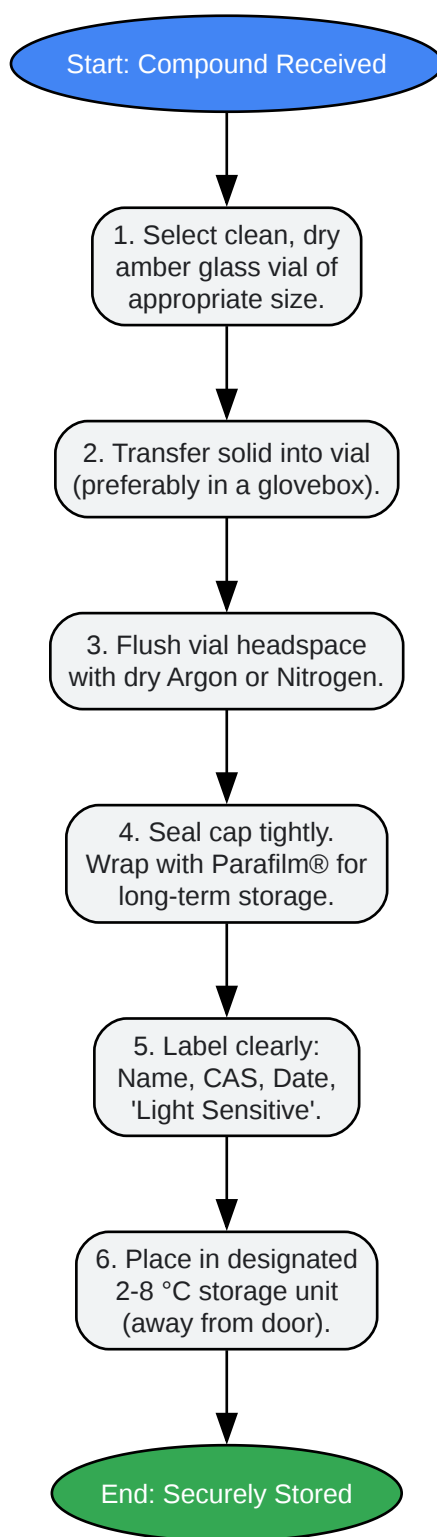 Start: Compound Received
1. Select clean, dry
amber glass vial of
appropriate size.
2. Transfer solid into vial
(preferably in a glovebox).
3. Flush vial headspace
with dry Argon or Nitrogen.
4. Seal cap tightly.
Wrap with Parafilm® for
long-term storage.
5. Label clearly:
Name, CAS, Date,
'Light Sensitive'.
6. Place in designated
2-8 °C storage unit
(away from door).
End: Securely Stored